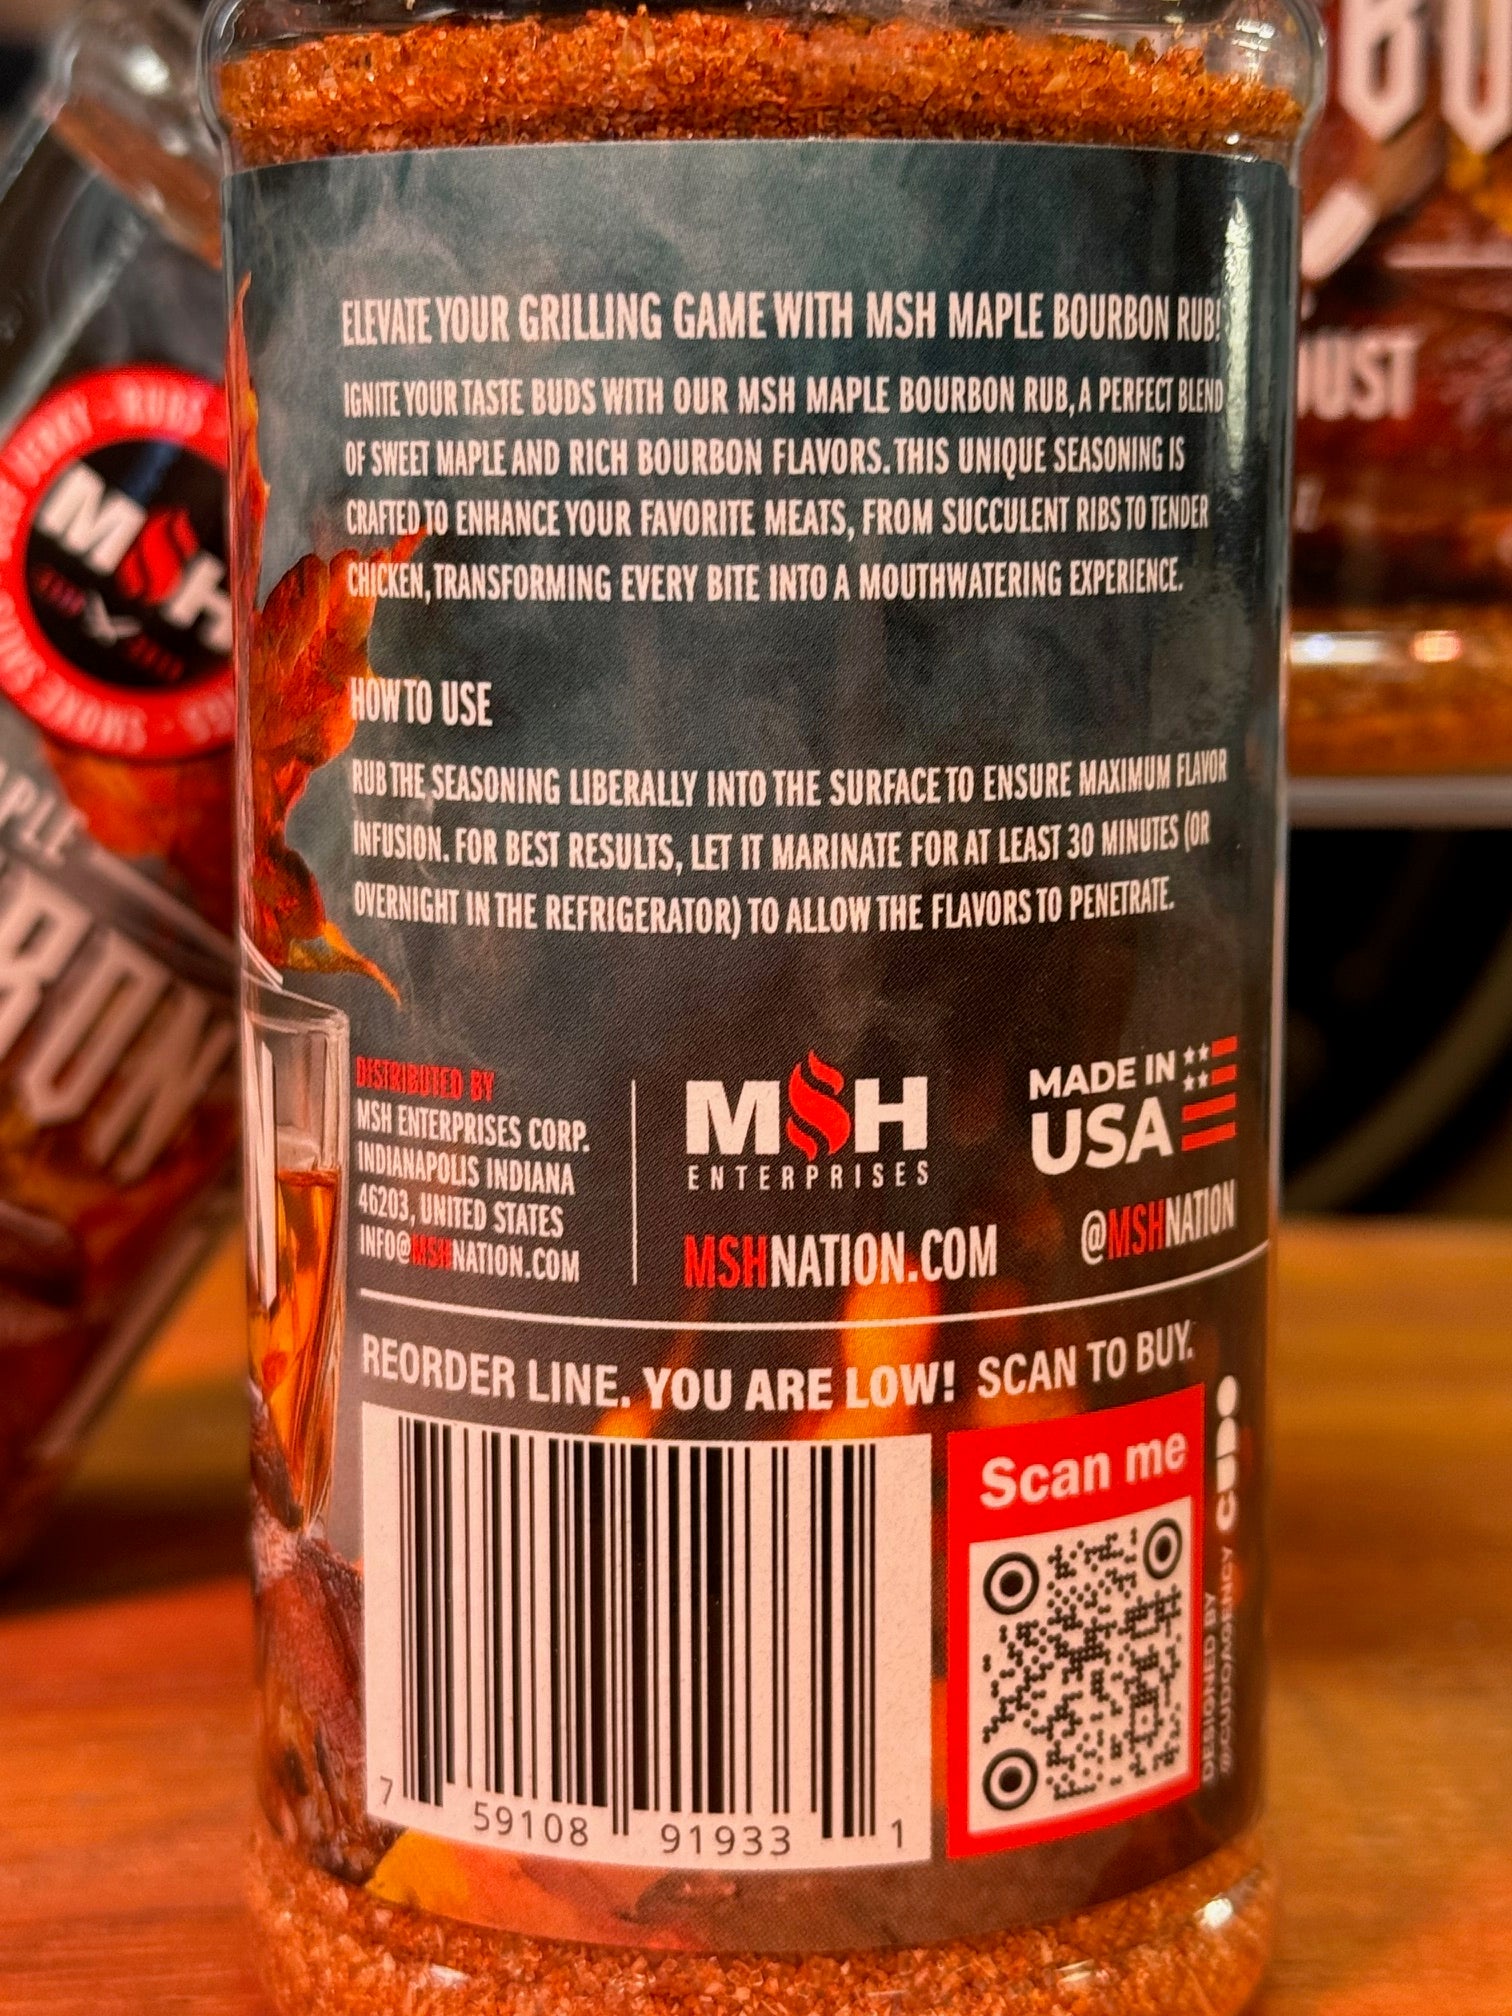 ELEVATE YOUR GRILLING GAME WITH MSH MAPLE BOURBON RUB!
IGNITE YOUR TASTE BUDS WITH OUR MSH MAPLE BOURBON RUB, A PERFECT BLEND
OF SWEET MAPLE AND RICH BOURBON FLAVORS. THIS UNIQUE SEASONING IS
CRAFTED TO ENHANCE YOUR FAVORITE MEATS, FROM SUCCULENT RIBS TO TENDER
CHICKEN, TRANSFORMING EVERY BITE INTO A MOUTHWATERING EXPERIENCE.
HOW TO USE
RUB THE SEASONING LIBERALLY INTO THE SURFACE TO ENSURE MAXIMUM FLAVOR
INFUSION. FOR BEST RESULTS, LET IT MARINATE FOR AT LEAST 30 MINUTES (OR
OVERNIGHT IN THE REFRIGERATOR) TO ALLOW THE FLAVORS TO PENETRATE.
DISTRIBUTED BY
MSH ENTERPRISES CORP.
INDIANAPOLIS INDIANA
46203, UNITED STATES
INFO@MSHNATION.COM
MSH
ENTERPRISES
MSHNATION.COM
MADE IN
USA
@MSHNATION
REORDER LINE. YOU ARE LOW! SCAN TO BUY.
Scan me
7 59108 91933 1
DESIGNED BY
@CUDOAGENCY CUDO
MSH
RUBS
UST